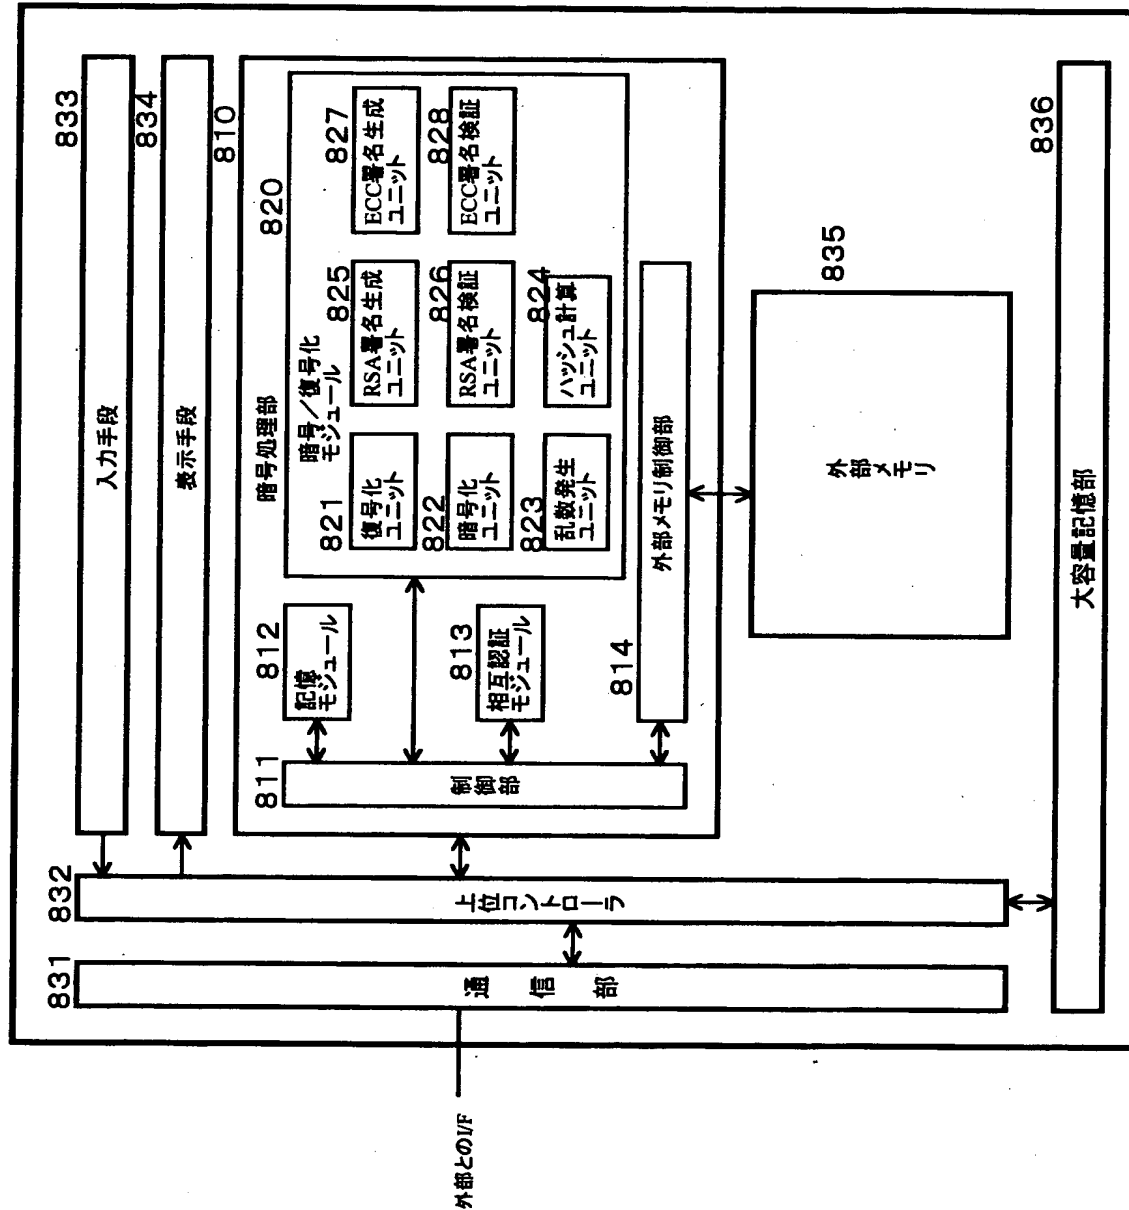 外部とのI/F
831
通信部
832
上位コントローラ
833
入力手段
834
表示手段
810
暗号処理部
811
制御部
812
記憶
モジュール
813
相互認証
モジュール
814
外部メモリ制御部
820
暗号／復号化
モジュール
821
復号化
ユニット
822
暗号化
ユニット
823
乱数発生
ユニット
825
RSA署名生成
ユニット
826
RSA署名検証
ユニット
824
ハッシュ計算
ユニット
827
ECC署名生成
ユニット
828
ECC署名検証
ユニット
835
外部メモリ
836
大容量記憶部